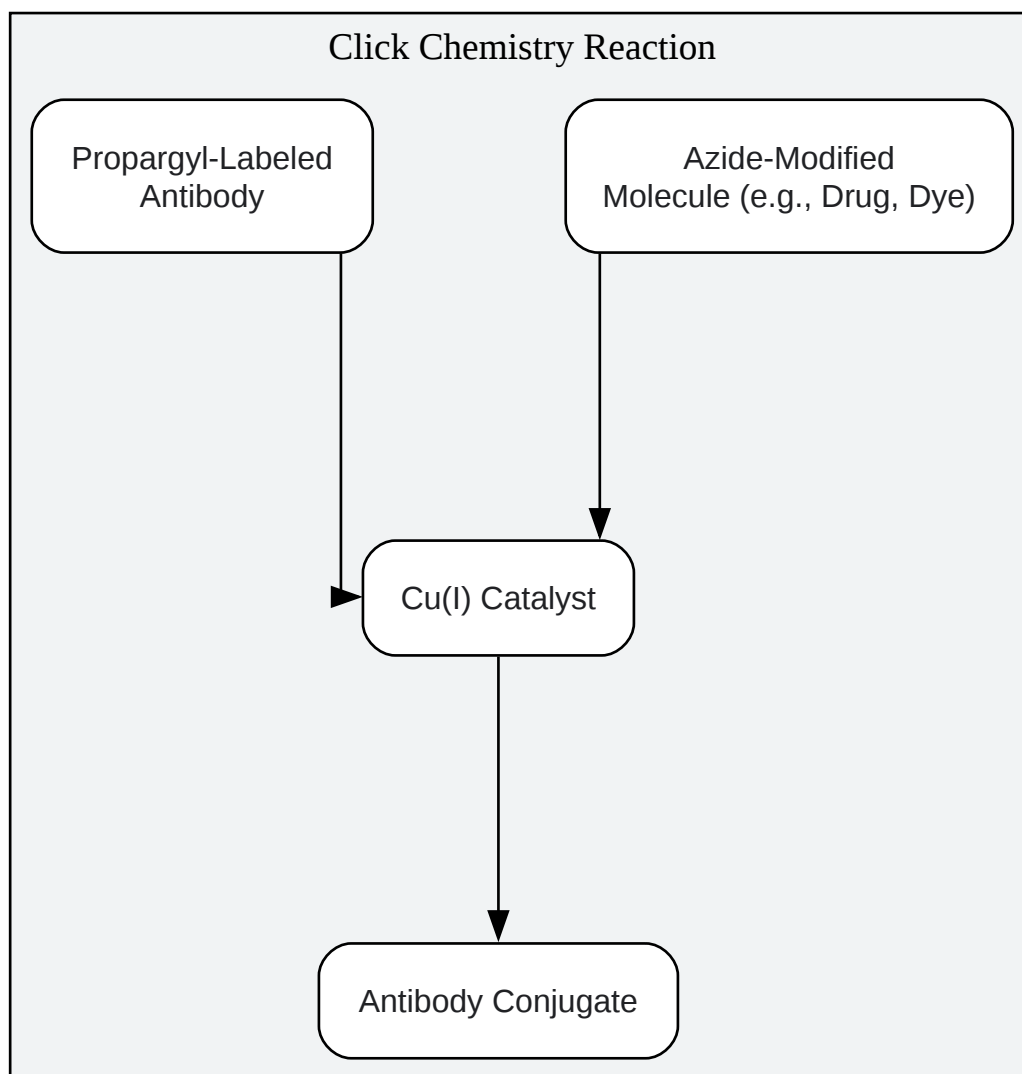 Click Chemistry Reaction
Propargyl-Labeled
Antibody
Azide-Modified
Molecule (e.g., Drug, Dye)
Cu(I) Catalyst
Antibody Conjugate